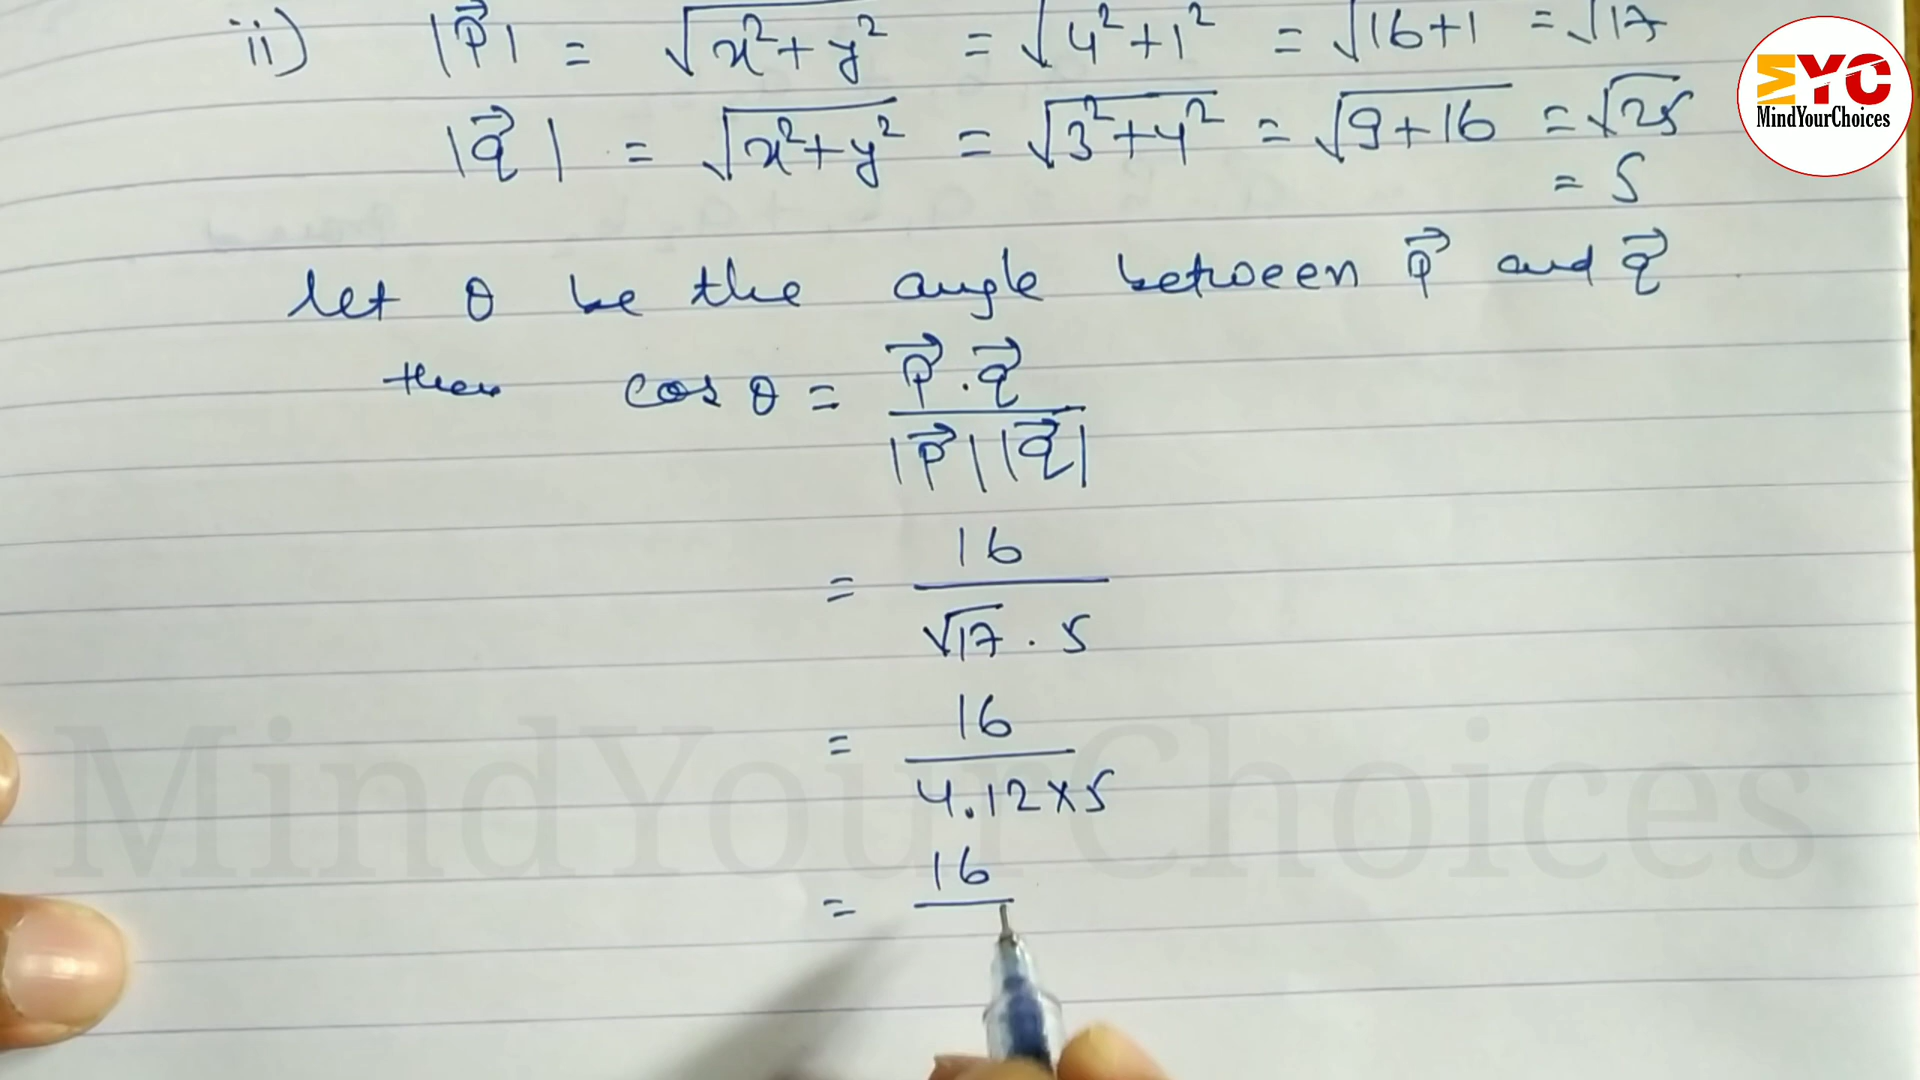 ii) |p⃗| = √x²+y² = √4²+1² = √16+1 = √17
MYC
MindYourChoices
|q⃗| = √x²+y² = √3²+4² = √9+16 = √25
= 5
let θ be the angle between p⃗ and q⃗
then cos θ = p⃗.q⃗
|p⃗||q⃗|
= 16
√17 . 5
= 16
4.12×5
= 16
MindYourChoices